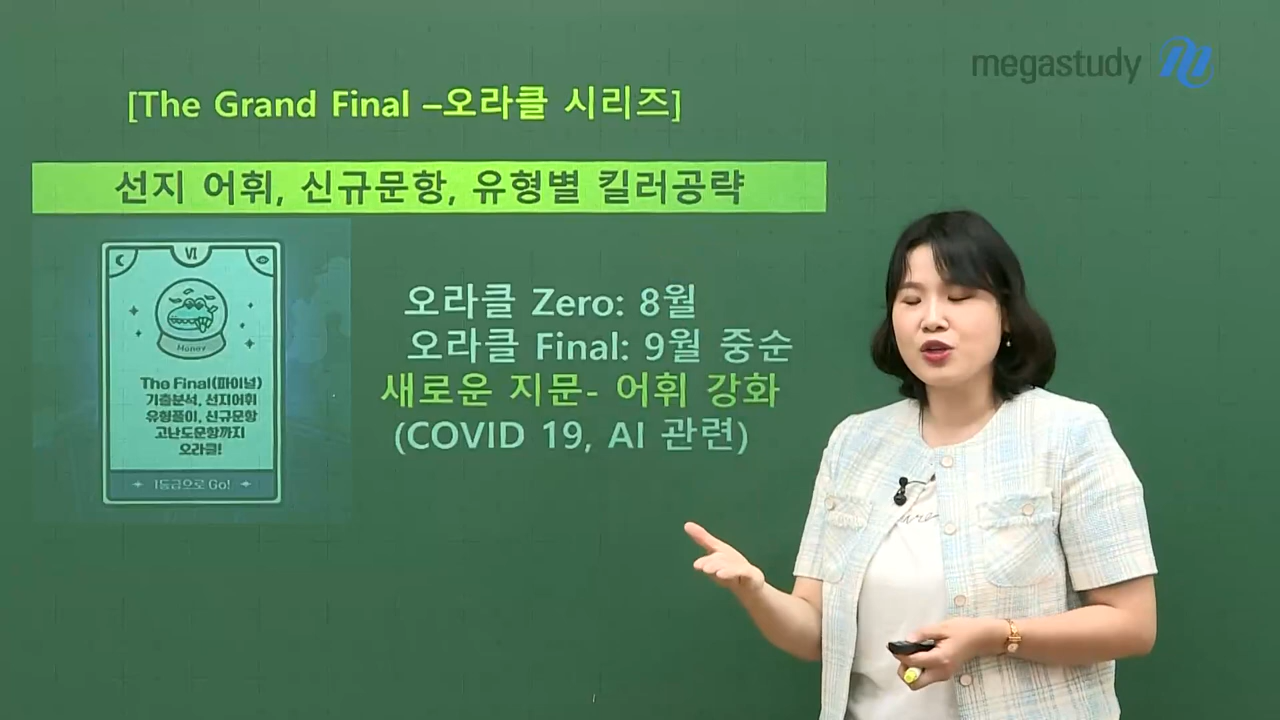 megastudy
[The Grand Final –오라클 시리즈]
선지 어휘, 신규문항, 유형별 킬러공략
VI
Money
The Final(파이널)
기출분석, 선지어휘
유형풀이, 신규문항
고난도문항까지
오라클!
1등급으로 Go!
오라클 Zero: 8월
오라클 Final: 9월 중순
새로운 지문- 어휘 강화
(COVID 19, AI 관련)